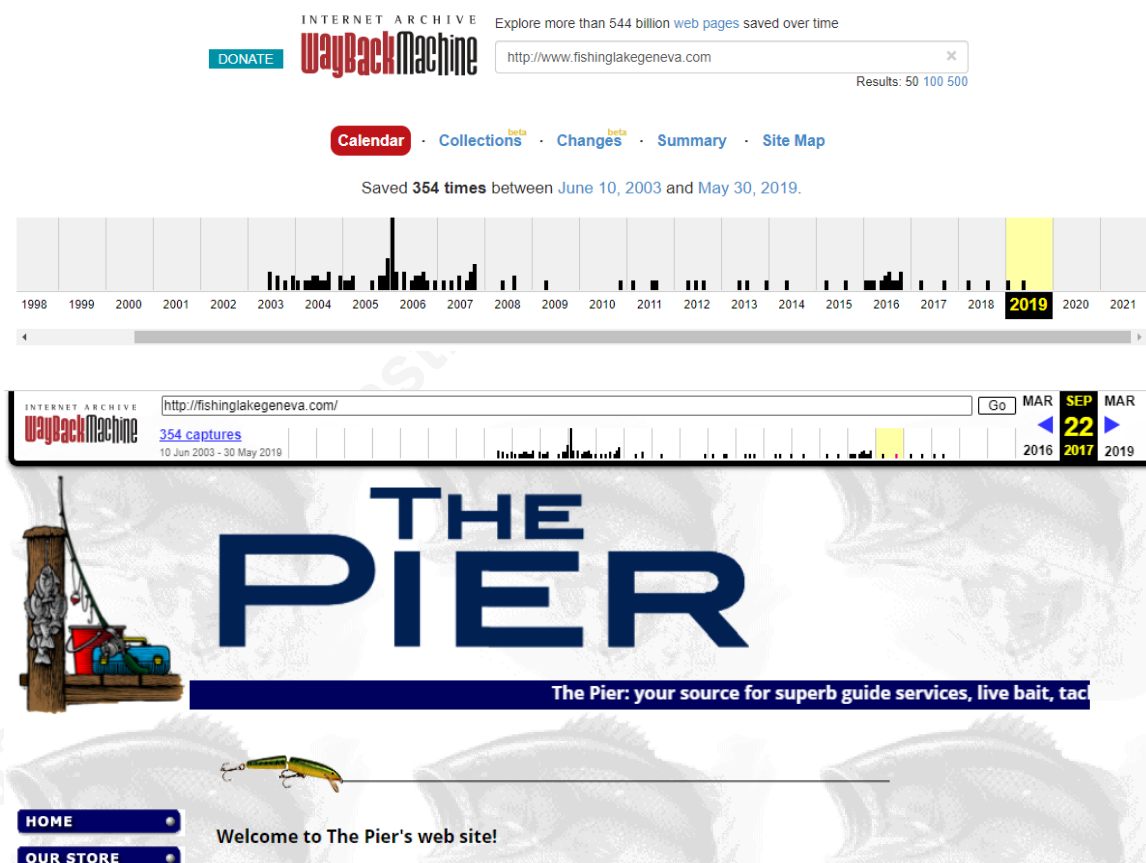 INTERNET ARCHIVE
WayBackMachine
DONATE
Explore more than 544 billion web pages saved over time
http://www.fishinglakegeneva.com ×
Results: 50 100 500
Calendar · Collections beta · Changes beta · Summary · Site Map
Saved 354 times between June 10, 2003 and May 30, 2019.
1998 1999 2000 2001 2002 2003 2004 2005 2006 2007 2008 2009 2010 2011 2012 2013 2014 2015 2016 2017 2018 2019 2020 2021
INTERNET ARCHIVE
WayBackMachine
http://fishinglakegeneva.com/ Go
354 captures
10 Jun 2003 - 30 May 2019
MAR SEP MAR
22
2016 2017 2019
THE
PIER
The Pier: your source for superb guide services, live bait, tacl
HOME
Welcome to The Pier's web site!
OUR STORE